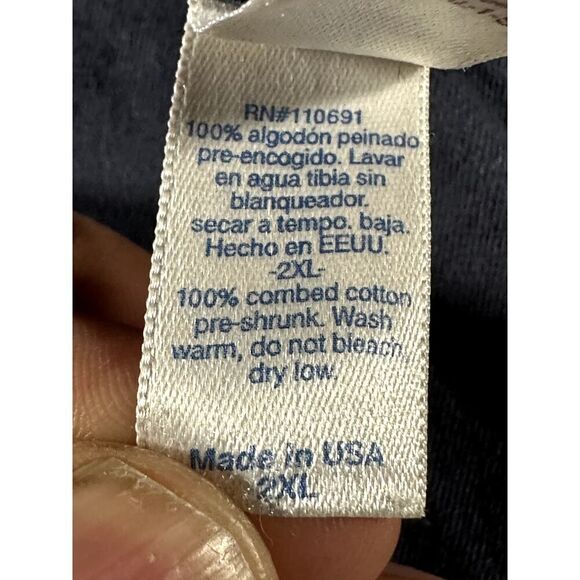 RN#110691
100% algodón peinado
pre-encogido. Lavar
en agua tibia sin
blanqueador.
secar a tempo. baja.
Hecho en EEUU.
-2XL-
100% combed cotton
pre-shrunk. Wash
warm, do not bleach,
dry low.
Made in USA
2XL